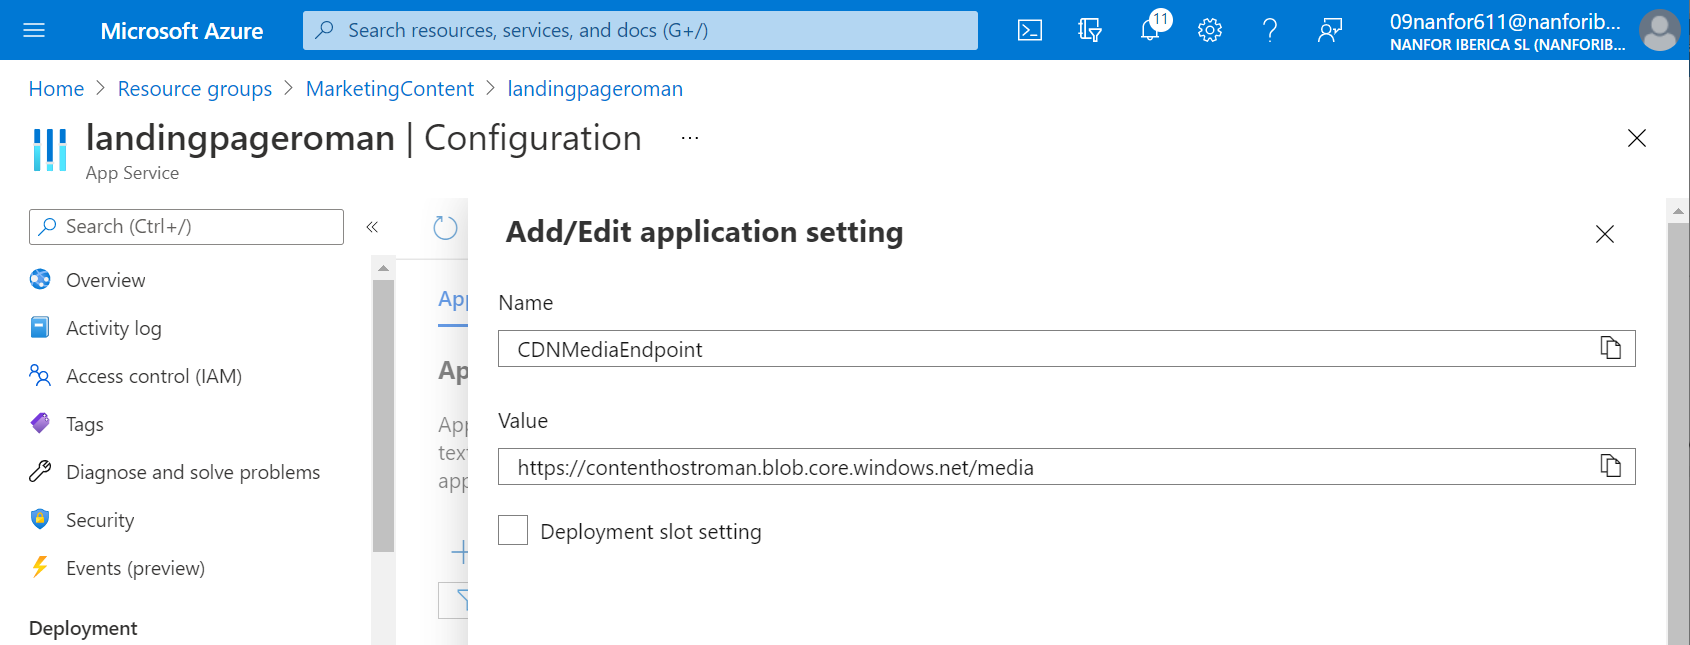 Microsoft Azure
Search resources, services, and docs (G+/)
11
09nanfor611@nanforib...
NANFOR IBERICA SL (NANFORIB...
Home > Resource groups > MarketingContent > landingpageroman
landingpageroman | Configuration ...
App Service
Search (Ctrl+/)
«
Overview
Activity log
Access control (IAM)
Tags
Diagnose and solve problems
Security
Events (preview)
Deployment
App
Ap
App
tex
app
Add/Edit application setting
Name
CDNMediaEndpoint
Value
https://contenthostroman.blob.core.windows.net/media
Deployment slot setting